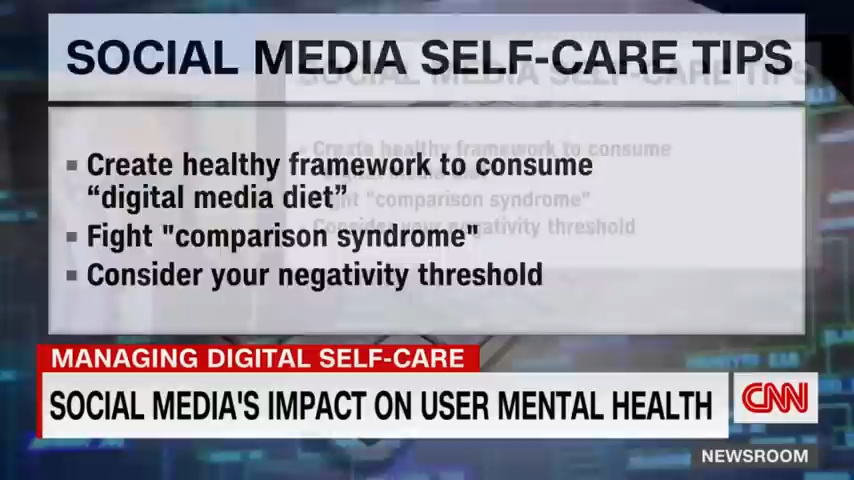 SOCIAL MEDIA SELF-CARE TIPS
Create healthy framework to consume
“digital media diet”
Fight "comparison syndrome"
Consider your negativity threshold
MANAGING DIGITAL SELF-CARE
SOCIAL MEDIA'S IMPACT ON USER MENTAL HEALTH
CNN
NEWSROOM